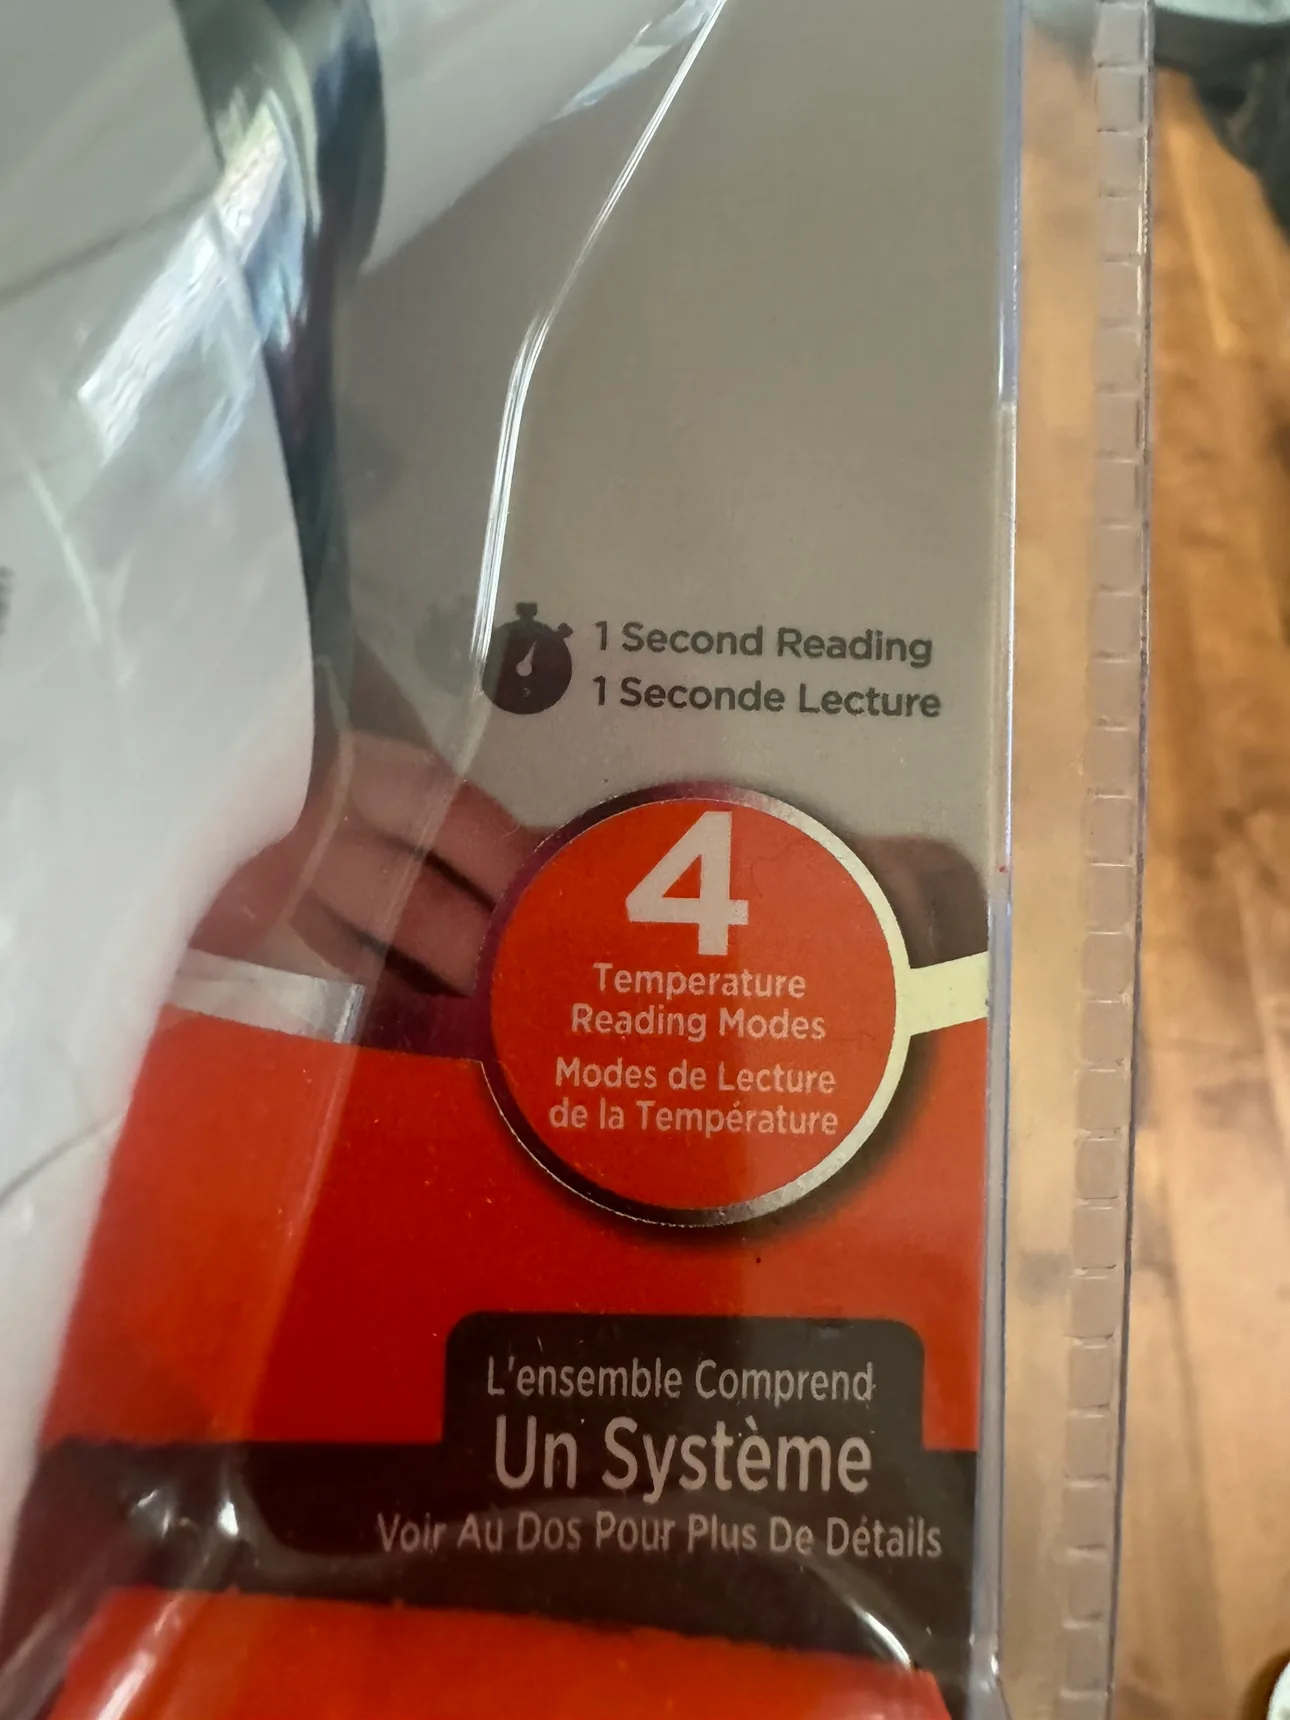 1 Second Reading
1 Seconde Lecture
4
Temperature
Reading Modes
Modes de Lecture
de la Température
L'ensemble Comprend
Un Système
Voir Au Dos Pour Plus De Détails